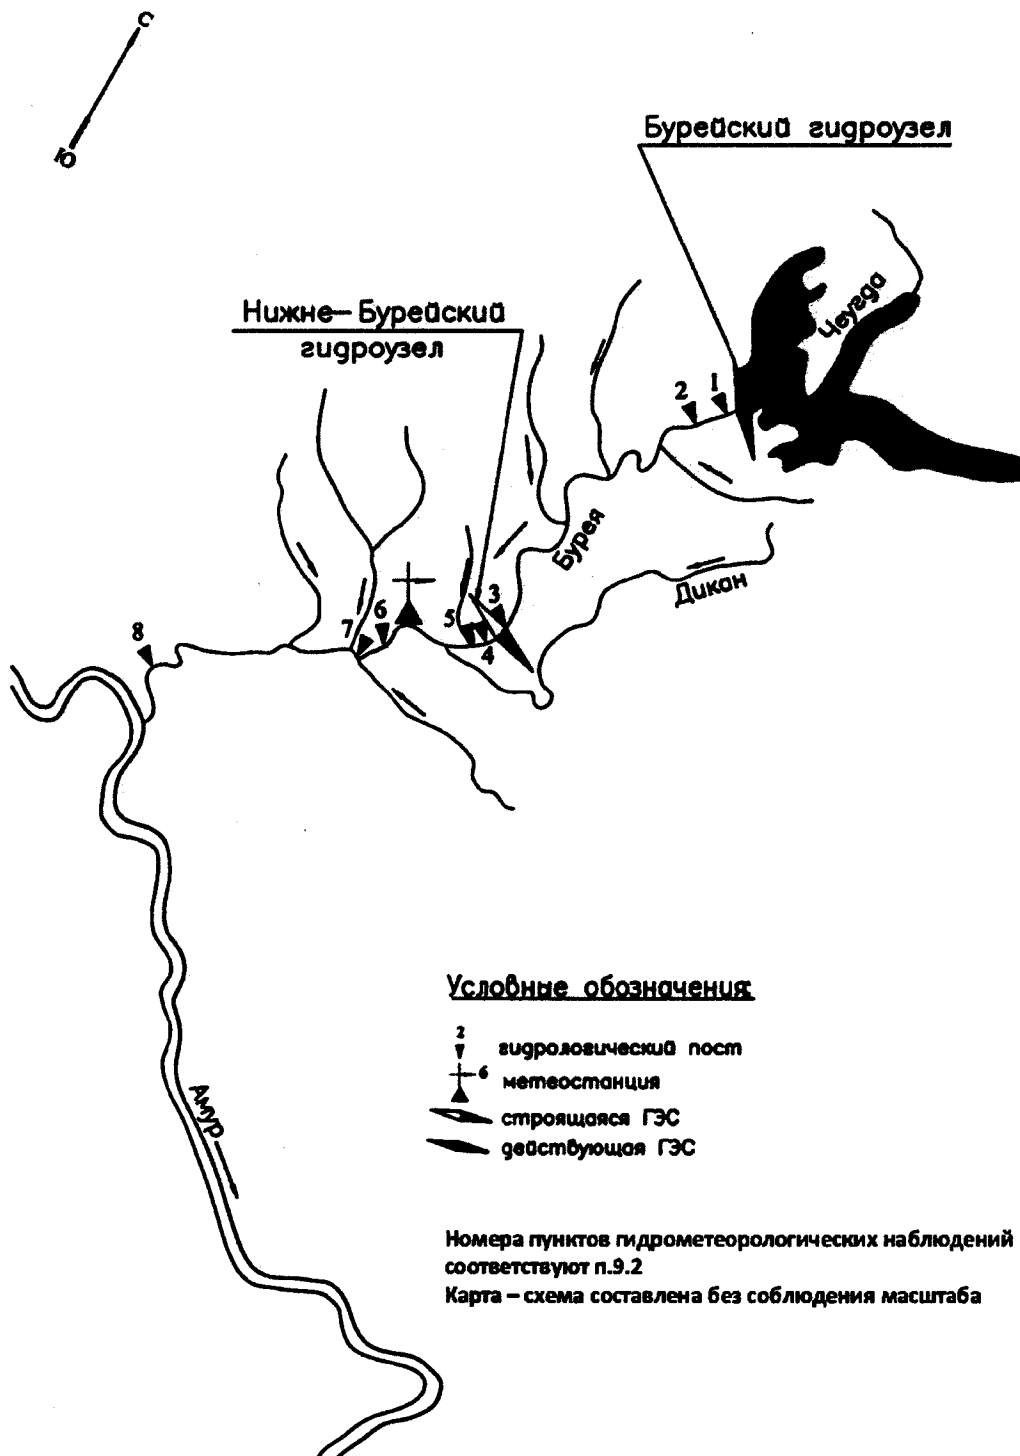 С
Ю
Бурейский гидроузел
Чеугда
Нижне-Бурейский
гидроузел
2
1
Бурея
Дикан
3
5
4
6
7
8
Амур
Условные обозначения:
2
гидрологический пост
6
метеостанция
строящаяся ГЭС
действующая ГЭС
Номера пунктов гидрометеорологических наблюдений
соответствуют п.9.2
Карта – схема составлена без соблюдения масштаба